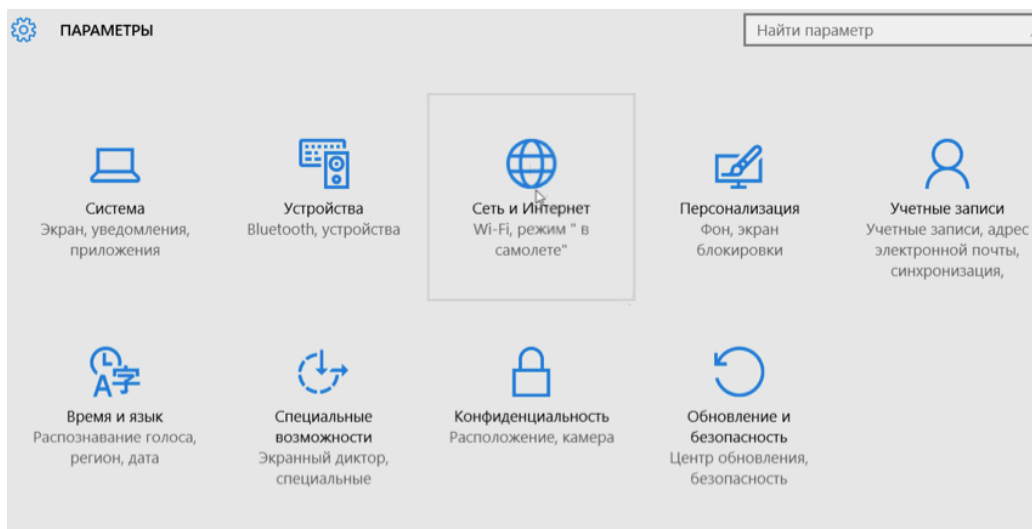 ПАРАМЕТРЫ
Найти параметр
Система
Экран, уведомления,
приложения
Устройства
Bluetooth, устройства
Сеть и Интернет
Wi-Fi, режим " в
самолете"
Персонализация
Фон, экран
блокировки
Учетные записи
Учетные записи, адрес
электронной почты,
синхронизация,
A字
Время и язык
Распознавание голоса,
регион, дата
Специальные
возможности
Экранный диктор,
специальные
Конфиденциальность
Расположение, камера
Обновление и
безопасность
Центр обновления,
безопасность